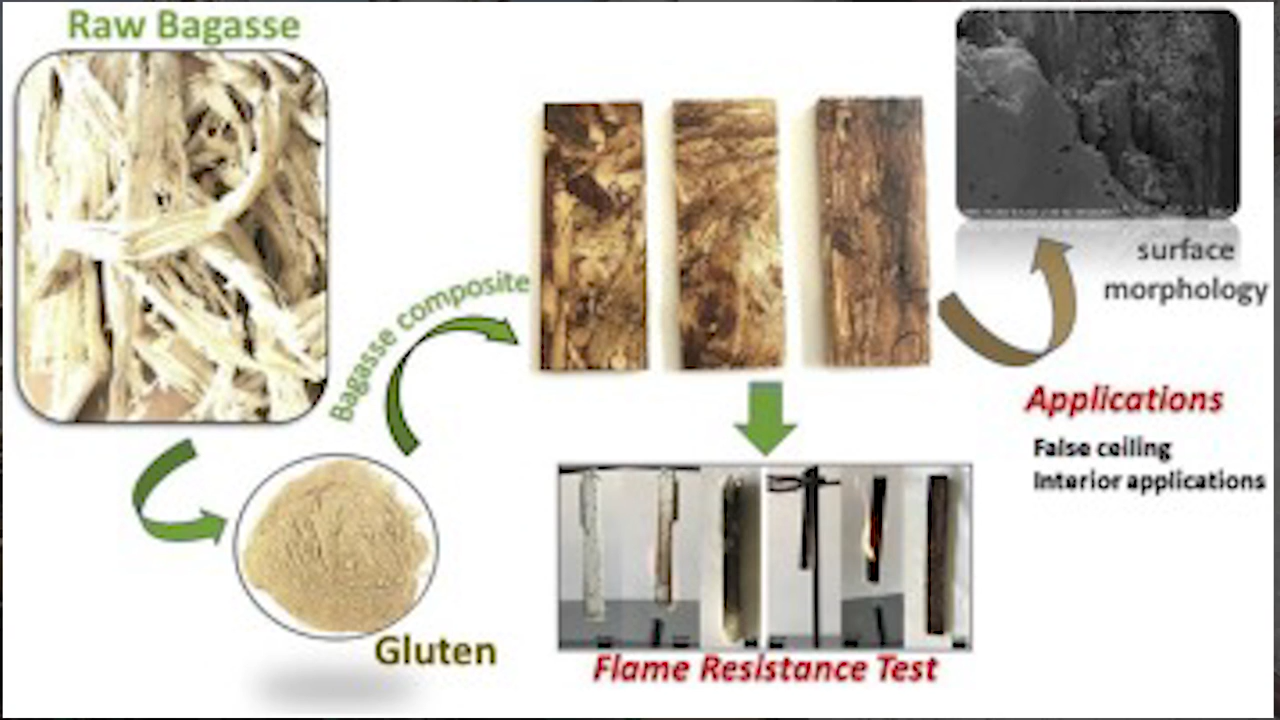 Raw Bagasse
Bagasse composite
Gluten
surface
morphology
Applications
False ceiling
Interior applications
Flame Resistance Test